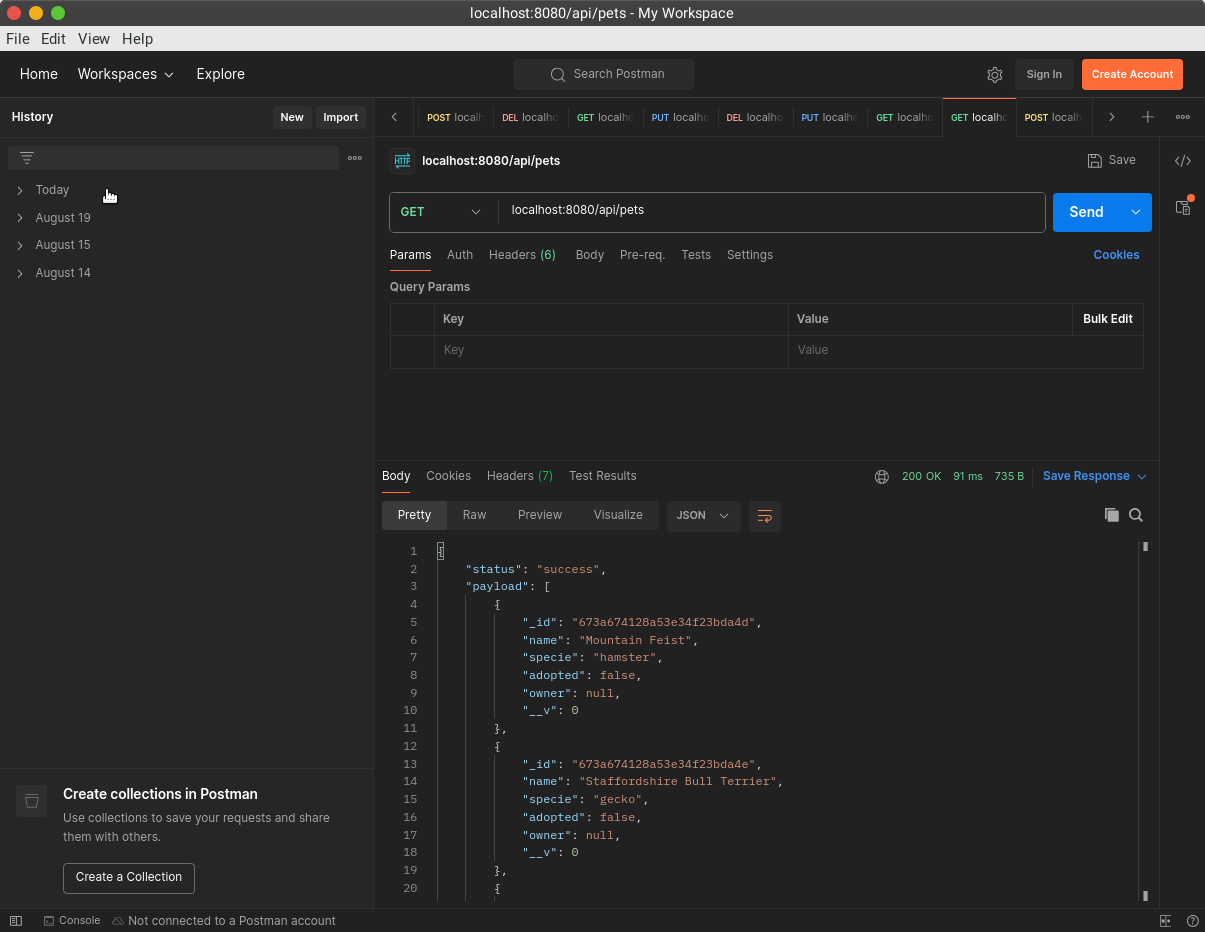 localhost:8080/api/pets - My Workspace
File Edit View Help
Home Workspaces Explore Search Postman Sign In Create Account
History New Import
POST localh DEL localho GET localho PUT localho DEL localho PUT localho GET localho GET localho POST localh
HTTP localhost:8080/api/pets Save
Today
August 19
August 15
August 14
GET localhost:8080/api/pets Send
Params Auth Headers (6) Body Pre-req. Tests Settings Cookies
Query Params
Key Value Bulk Edit
Key Value
Body Cookies Headers (7) Test Results 200 OK 91 ms 735 B Save Response
Pretty Raw Preview Visualize JSON
1 {
2 "status": "success",
3 "payload": [
4 {
5 "_id": "673a674128a53e34f23bda4d",
6 "name": "Mountain Feist",
7 "specie": "hamster",
8 "adopted": false,
9 "owner": null,
10 "__v": 0
11 },
12 {
13 "_id": "673a674128a53e34f23bda4e",
14 "name": "Staffordshire Bull Terrier",
15 "specie": "gecko",
16 "adopted": false,
17 "owner": null,
18 "__v": 0
19 },
20 {
Create collections in Postman
Use collections to save your requests and share
them with others.
Create a Collection
Console Not connected to a Postman account